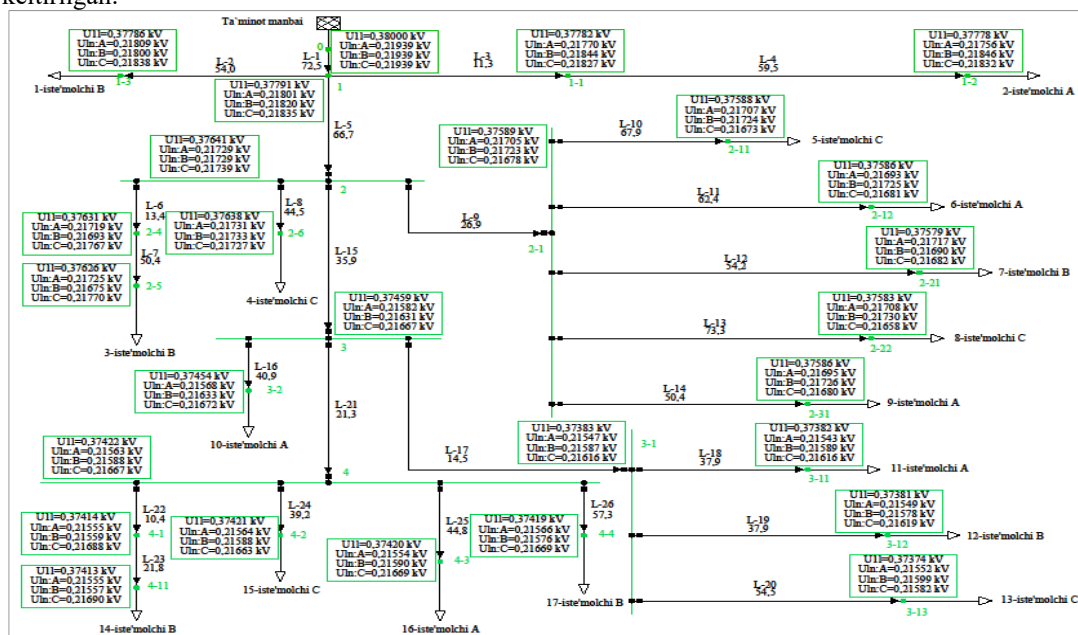 keltirilgan.
Ta`minot manbai
0
U1l=0,38000 kV
Uln:A=0,21939 kV
Uln:B=0,21939 kV
Uln:C=0,21939 kV
L-1
72,5
U1l=0,37786 kV
Uln:A=0,21809 kV
Uln:B=0,21800 kV
Uln:C=0,21838 kV
L-2
54,0
1-3
1-iste'molchi B
U1l=0,37791 kV
Uln:A=0,21801 kV
Uln:B=0,21820 kV
Uln:C=0,21835 kV
1
L-3
11,3
U1l=0,37782 kV
Uln:A=0,21770 kV
Uln:B=0,21844 kV
Uln:C=0,21827 kV
1-1
L-4
59,5
U1l=0,37778 kV
Uln:A=0,21756 kV
Uln:B=0,21846 kV
Uln:C=0,21832 kV
1-2
2-iste'molchi A
L-5
66,7
U1l=0,37641 kV
Uln:A=0,21729 kV
Uln:B=0,21729 kV
Uln:C=0,21739 kV
2
L-6
13,4
U1l=0,37631 kV
Uln:A=0,21719 kV
Uln:B=0,21693 kV
Uln:C=0,21767 kV
2-4
L-7
50,4
U1l=0,37626 kV
Uln:A=0,21725 kV
Uln:B=0,21675 kV
Uln:C=0,21770 kV
2-5
3-iste'molchi B
L-8
44,5
U1l=0,37638 kV
Uln:A=0,21731 kV
Uln:B=0,21733 kV
Uln:C=0,21727 kV
2-6
4-iste'molchi C
L-9
26,9
2-1
U1l=0,37589 kV
Uln:A=0,21705 kV
Uln:B=0,21723 kV
Uln:C=0,21678 kV
L-10
67,9
U1l=0,37588 kV
Uln:A=0,21707 kV
Uln:B=0,21724 kV
Uln:C=0,21673 kV
2-11
5-iste'molchi C
L-11
62,4
U1l=0,37586 kV
Uln:A=0,21693 kV
Uln:B=0,21725 kV
Uln:C=0,21681 kV
2-12
6-iste'molchi A
L-12
54,2
U1l=0,37579 kV
Uln:A=0,21717 kV
Uln:B=0,21690 kV
Uln:C=0,21682 kV
2-21
7-iste'molchi B
L-13
73,3
U1l=0,37583 kV
Uln:A=0,21708 kV
Uln:B=0,21730 kV
Uln:C=0,21658 kV
2-22
8-iste'molchi C
L-14
50,4
U1l=0,37586 kV
Uln:A=0,21695 kV
Uln:B=0,21726 kV
Uln:C=0,21680 kV
2-31
9-iste'molchi A
L-15
35,9
U1l=0,37459 kV
Uln:A=0,21582 kV
Uln:B=0,21631 kV
Uln:C=0,21667 kV
3
L-16
40,9
U1l=0,37454 kV
Uln:A=0,21568 kV
Uln:B=0,21633 kV
Uln:C=0,21672 kV
3-2
10-iste'molchi A
L-17
14,5
U1l=0,37383 kV
Uln:A=0,21547 kV
Uln:B=0,21587 kV
Uln:C=0,21616 kV
3-1
L-18
37,9
U1l=0,37382 kV
Uln:A=0,21543 kV
Uln:B=0,21589 kV
Uln:C=0,21616 kV
3-11
11-iste'molchi A
L-19
37,9
U1l=0,37381 kV
Uln:A=0,21549 kV
Uln:B=0,21578 kV
Uln:C=0,21619 kV
3-12
12-iste'molchi B
L-20
54,5
U1l=0,37374 kV
Uln:A=0,21552 kV
Uln:B=0,21599 kV
Uln:C=0,21582 kV
3-13
13-iste'molchi C
L-21
21,3
U1l=0,37422 kV
Uln:A=0,21563 kV
Uln:B=0,21588 kV
Uln:C=0,21667 kV
4
L-22
10,4
U1l=0,37414 kV
Uln:A=0,21555 kV
Uln:B=0,21559 kV
Uln:C=0,21688 kV
4-1
L-23
21,8
U1l=0,37413 kV
Uln:A=0,21555 kV
Uln:B=0,21557 kV
Uln:C=0,21690 kV
4-11
14-iste'molchi B
L-24
39,2
U1l=0,37421 kV
Uln:A=0,21564 kV
Uln:B=0,21588 kV
Uln:C=0,21663 kV
4-2
15-iste'molchi C
L-25
44,8
U1l=0,37420 kV
Uln:A=0,21554 kV
Uln:B=0,21590 kV
Uln:C=0,21669 kV
4-3
16-iste'molchi A
L-26
57,3
U1l=0,37419 kV
Uln:A=0,21566 kV
Uln:B=0,21576 kV
Uln:C=0,21669 kV
4-4
17-iste'molchi B